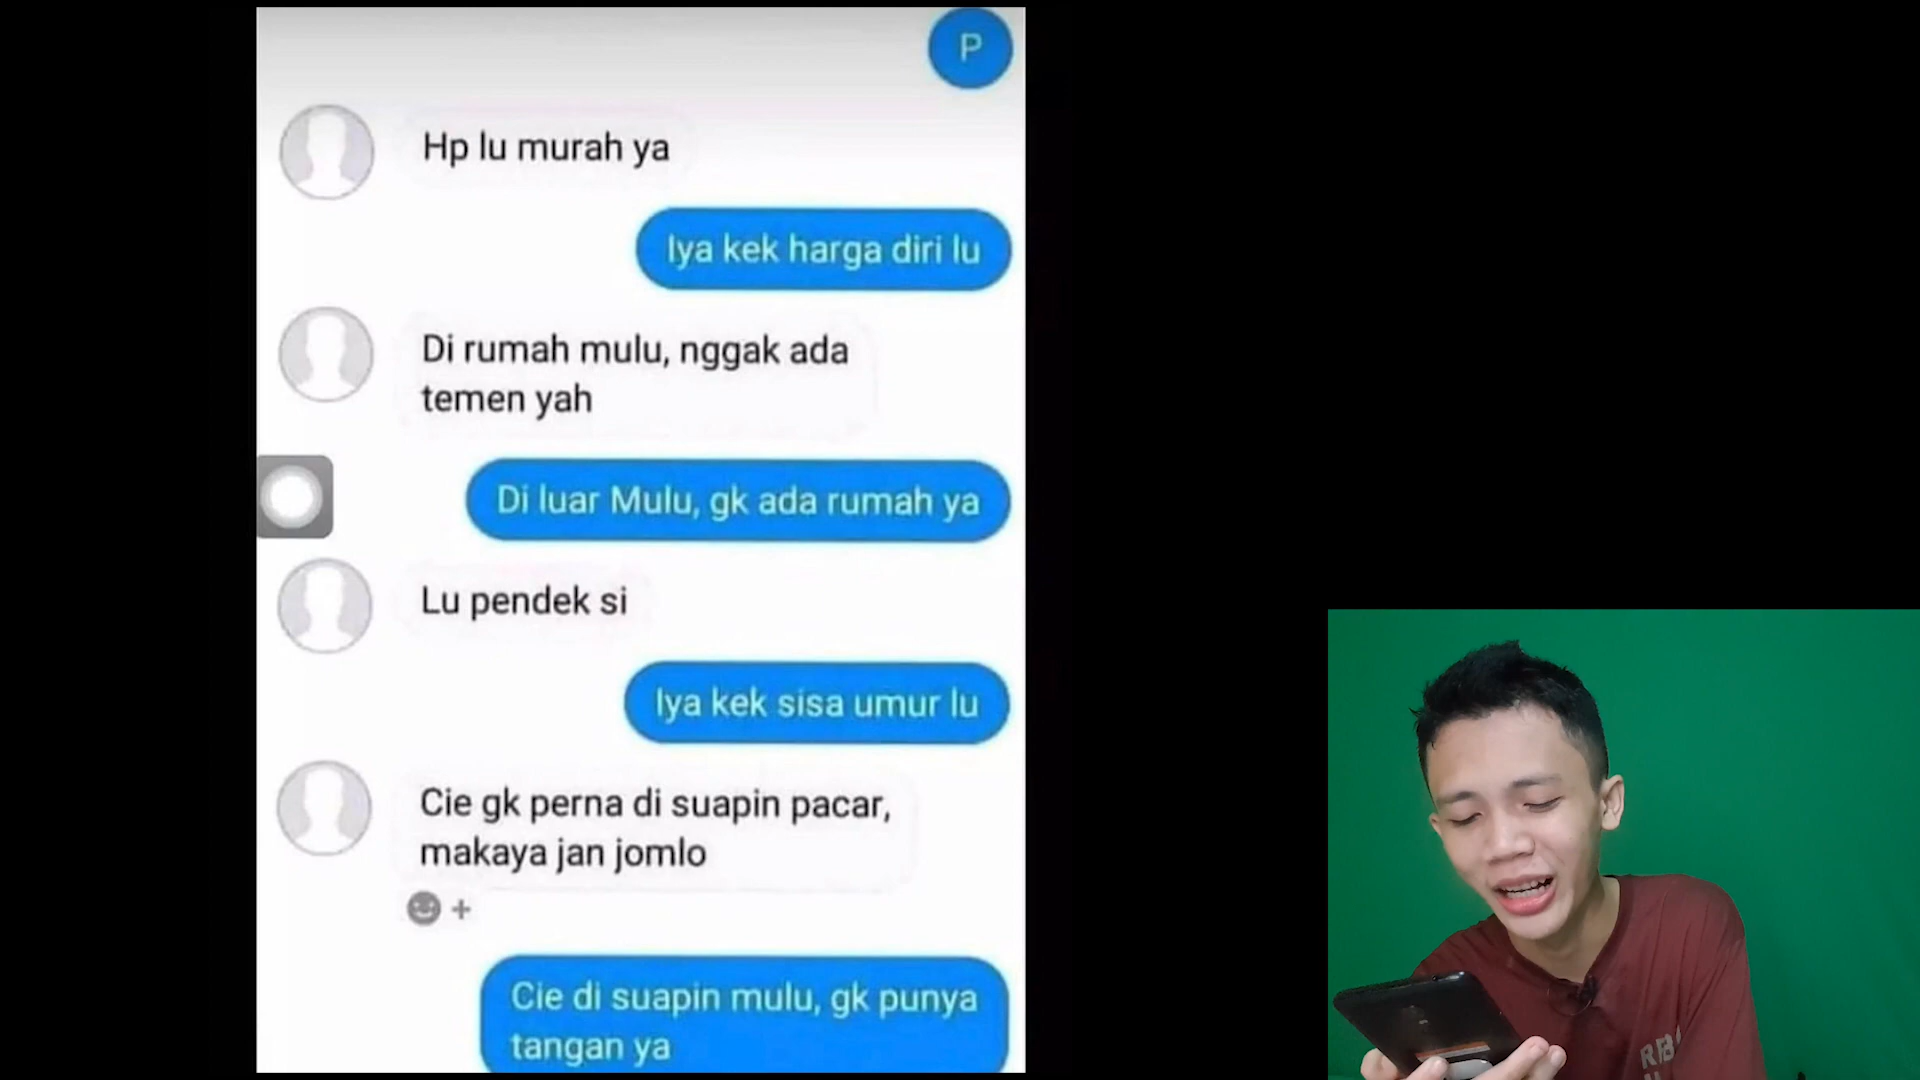 P
Hp lu murah ya
Iya kek harga diri lu
Di rumah mulu, nggak ada
temen yah
Di luar Mulu, gk ada rumah ya
Lu pendek si
Iya kek sisa umur lu
Cie gk perna di suapin pacar,
makaya jan jomlo
Cie di suapin mulu, gk punya
tangan ya